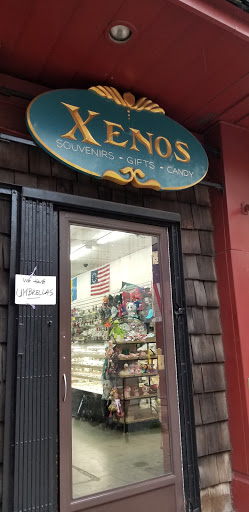 XENOS
SOUVENIRS • GIFTS • CANDY
WE HAVE
UMBRELLAS